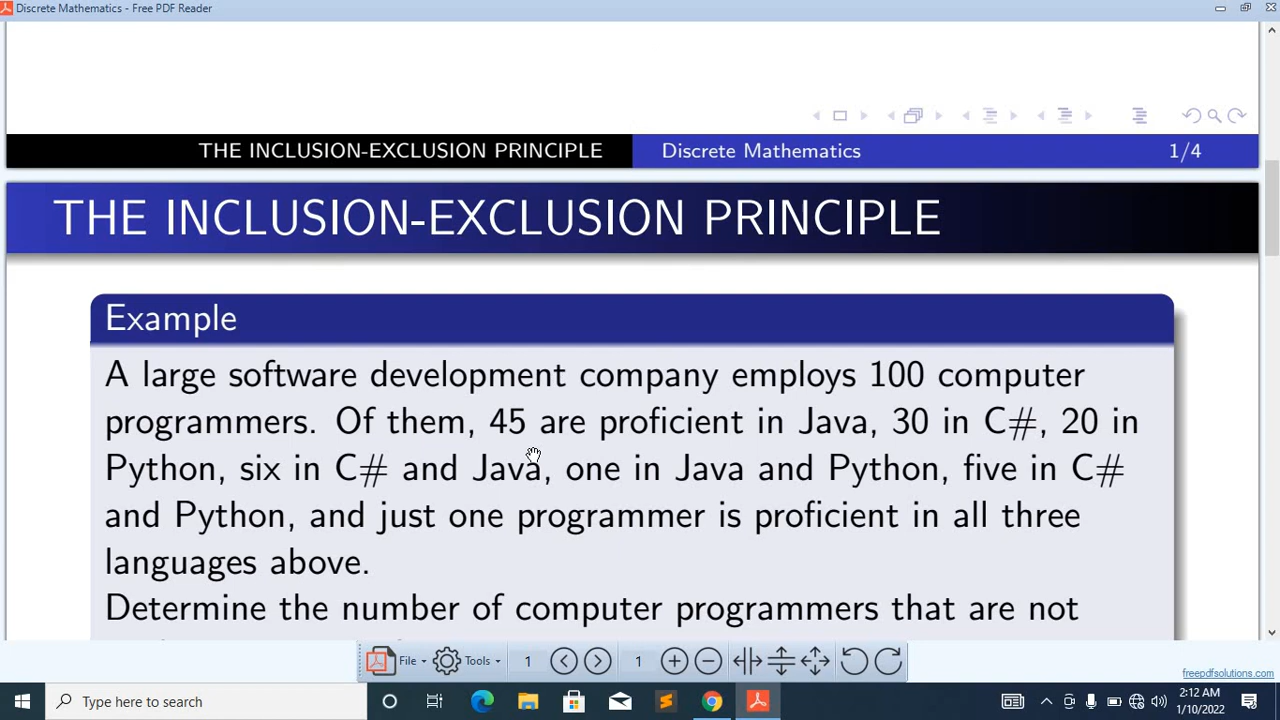 Discrete Mathematics - Free PDF Reader
THE INCLUSION-EXCLUSION PRINCIPLE Discrete Mathematics 1/4
THE INCLUSION-EXCLUSION PRINCIPLE
Example
A large software development company employs 100 computer
programmers. Of them, 45 are proficient in Java, 30 in C#, 20 in
Python, six in C# and Java, one in Java and Python, five in C#
and Python, and just one programmer is proficient in all three
languages above.
Determine the number of computer programmers that are not
File Tools 1 1
freepdfsolutions.com
Type here to search
2:12 AM
1/10/2022